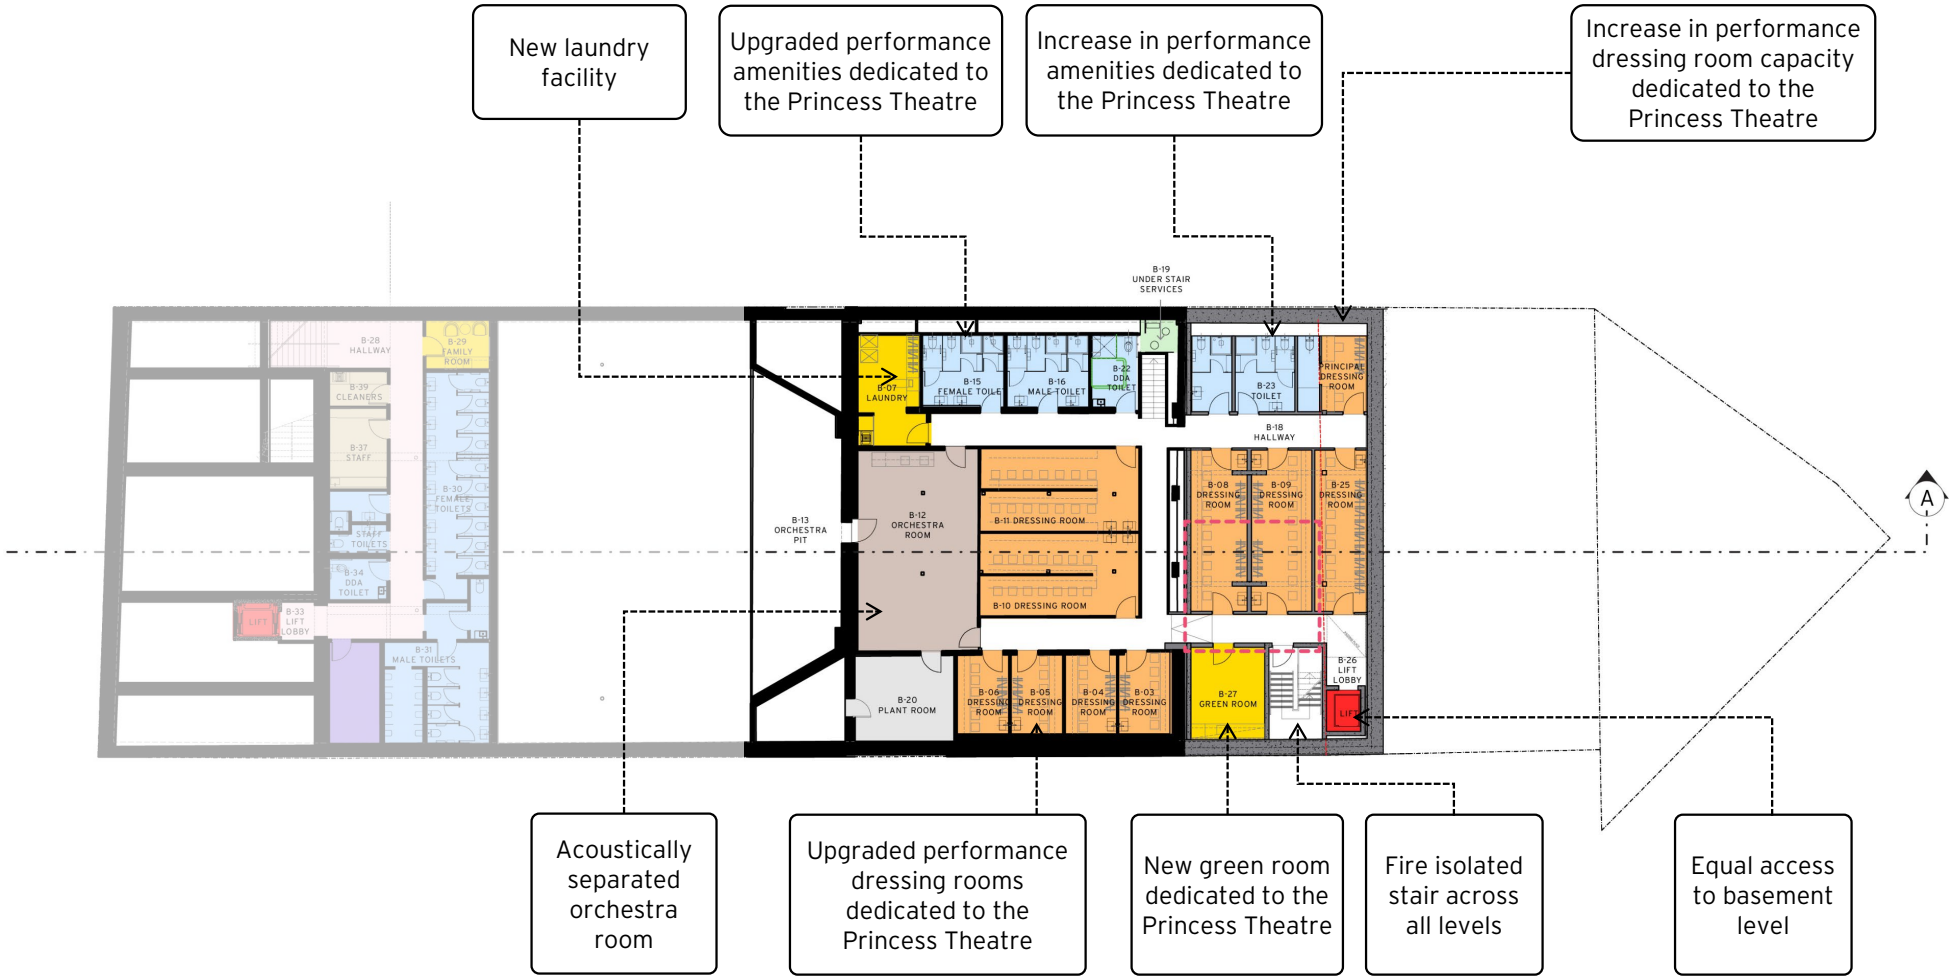 New laundry
facility
Upgraded performance
amenities dedicated to
the Princess Theatre
Increase in performance
amenities dedicated to
the Princess Theatre
Increase in performance
dressing room capacity
dedicated to the
Princess Theatre
B-19
UNDER STAIR
SERVICES
B-28
HALLWAY
B-29
FAMILY
ROOM
B-39
CLEANERS
B-37
STAFF
B-30
FEMALE
TOILETS
STAFF
TOILETS
B-34
DDA
TOILET
LIFT
B-33
LIFT
LOBBY
B-31
MALE TOILETS
B-13
ORCHESTRA
PIT
B-07
LAUNDRY
B-15
FEMALE TOILET
B-16
MALE TOILET
B-22
DDA
TOILET
B-23
TOILET
PRINCIPAL
DRESSING
ROOM
B-18
HALLWAY
B-12
ORCHESTRA
ROOM
B-11 DRESSING ROOM
B-10 DRESSING ROOM
B-08
DRESSING
ROOM
B-09
DRESSING
ROOM
B-25
DRESSING
ROOM
A
B-20
PLANT ROOM
B-06
DRESSING
ROOM
B-05
DRESSING
ROOM
B-04
DRESSING
ROOM
B-03
DRESSING
ROOM
B-27
GREEN ROOM
B-26
LIFT
LOBBY
LIFT
Acoustically
separated
orchestra
room
Upgraded performance
dressing rooms
dedicated to the
Princess Theatre
New green room
dedicated to the
Princess Theatre
Fire isolated
stair across
all levels
Equal access
to basement
level